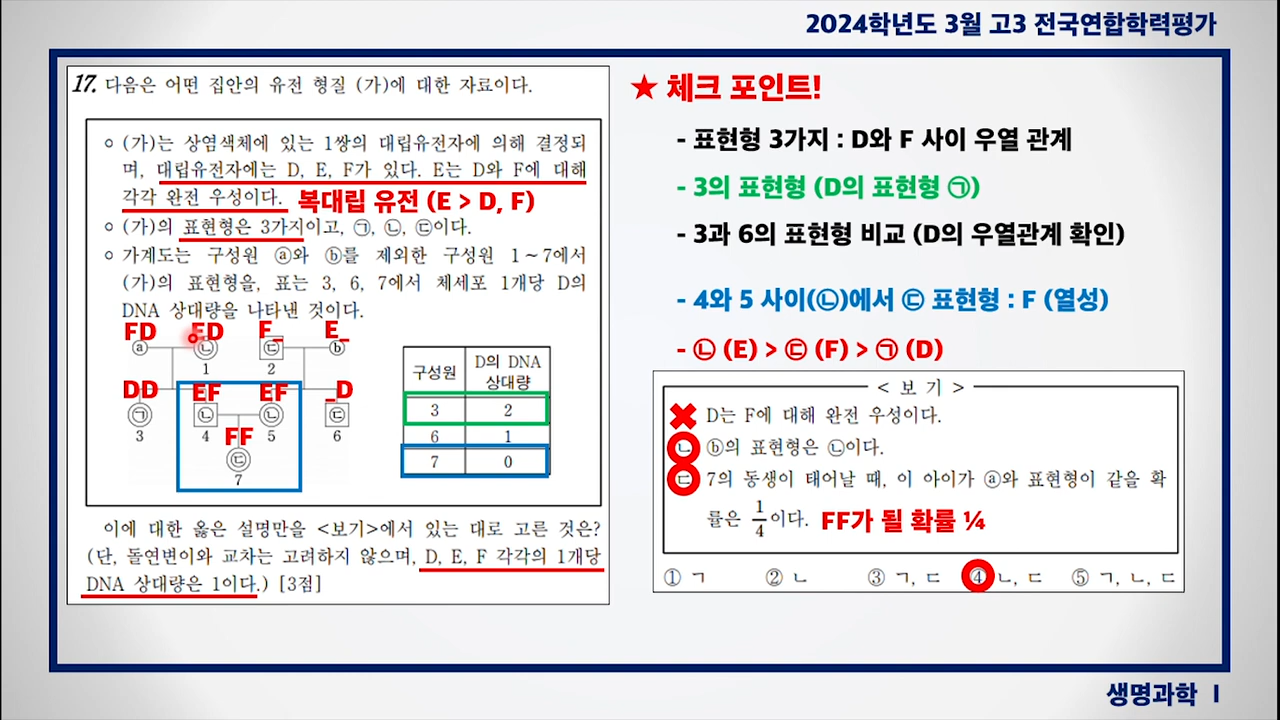 2024학년도 3월 고3 전국연합학력평가
17. 다음은 어떤 집안의 유전 형질 (가)에 대한 자료이다.
○ (가)는 상염색체에 있는 1쌍의 대립유전자에 의해 결정되
며, 대립유전자에는 D, E, F가 있다. E는 D와 F에 대해
각각 완전 우성이다. 복대립 유전 (E > D, F)
○ (가)의 표현형은 3가지이고, ㉠, ㉡, ㉢이다.
○ 가계도는 구성원 ⓐ와 ⓑ를 제외한 구성원 1~7에서
(가)의 표현형을, 표는 3, 6, 7에서 체세포 1개당 D의
DNA 상대량을 나타낸 것이다.
FD ED F_ E_
ⓐ ㉡ ㉢ ⓑ
1 2
DD EF EF _D
㉠ ㉡ ㉡ ㉢
3 4 5 6
FF
㉢
7
구성원 D의 DNA 상대량
3 2
6 1
7 0
이에 대한 옳은 설명만을 <보기>에서 있는 대로 고른 것은?
(단, 돌연변이와 교차는 고려하지 않으며, D, E, F 각각의 1개당
DNA 상대량은 1이다.) [3점]
★ 체크 포인트!
- 표현형 3가지 : D와 F 사이 우열 관계
- 3의 표현형 (D의 표현형 ㉠)
- 3과 6의 표현형 비교 (D의 우열관계 확인)
- 4와 5 사이(㉡)에서 ㉢ 표현형 : F (열성)
- ㉡ (E) > ㉢ (F) > ㉠ (D)
< 보 기 >
D는 F에 대해 완전 우성이다.
ㄴ ⓑ의 표현형은 ㉡이다.
ㄷ 7의 동생이 태어날 때, 이 아이가 ⓐ와 표현형이 같을 확
률은 1/4이다. FF가 될 확률 ¼
① ㄱ ② ㄴ ③ ㄱ, ㄷ ④ ㄴ, ㄷ ⑤ ㄱ, ㄴ, ㄷ
생명과학 Ⅰ